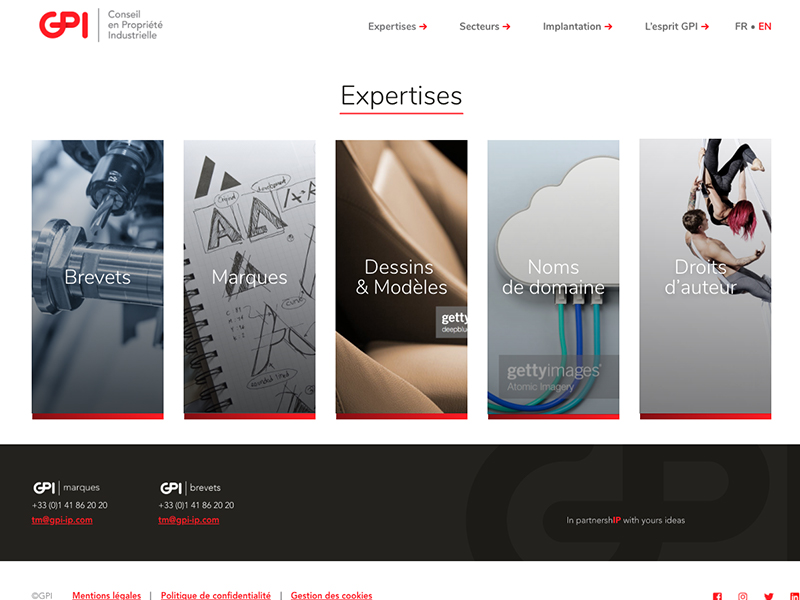 GPI
Conseil
en Propriété
Industrielle
Expertises →
Secteurs →
Implantation →
L'esprit GPI →
FR • EN
Expertises
Brevets
Marques
Dessins
& Modèles
Noms
de domaine
Droits
d'auteur
getty
deepblu
gettyimages®
Atomic Imagery
GPI | marques
+33 (0)1 41 86 20 20
tm@gpi-ip.com
GPI | brevets
+33 (0)1 41 86 20 20
tm@gpi-ip.com
In partnershIP with yours ideas
©GPI
Mentions légales | Politique de confidentialité | Gestion des cookies